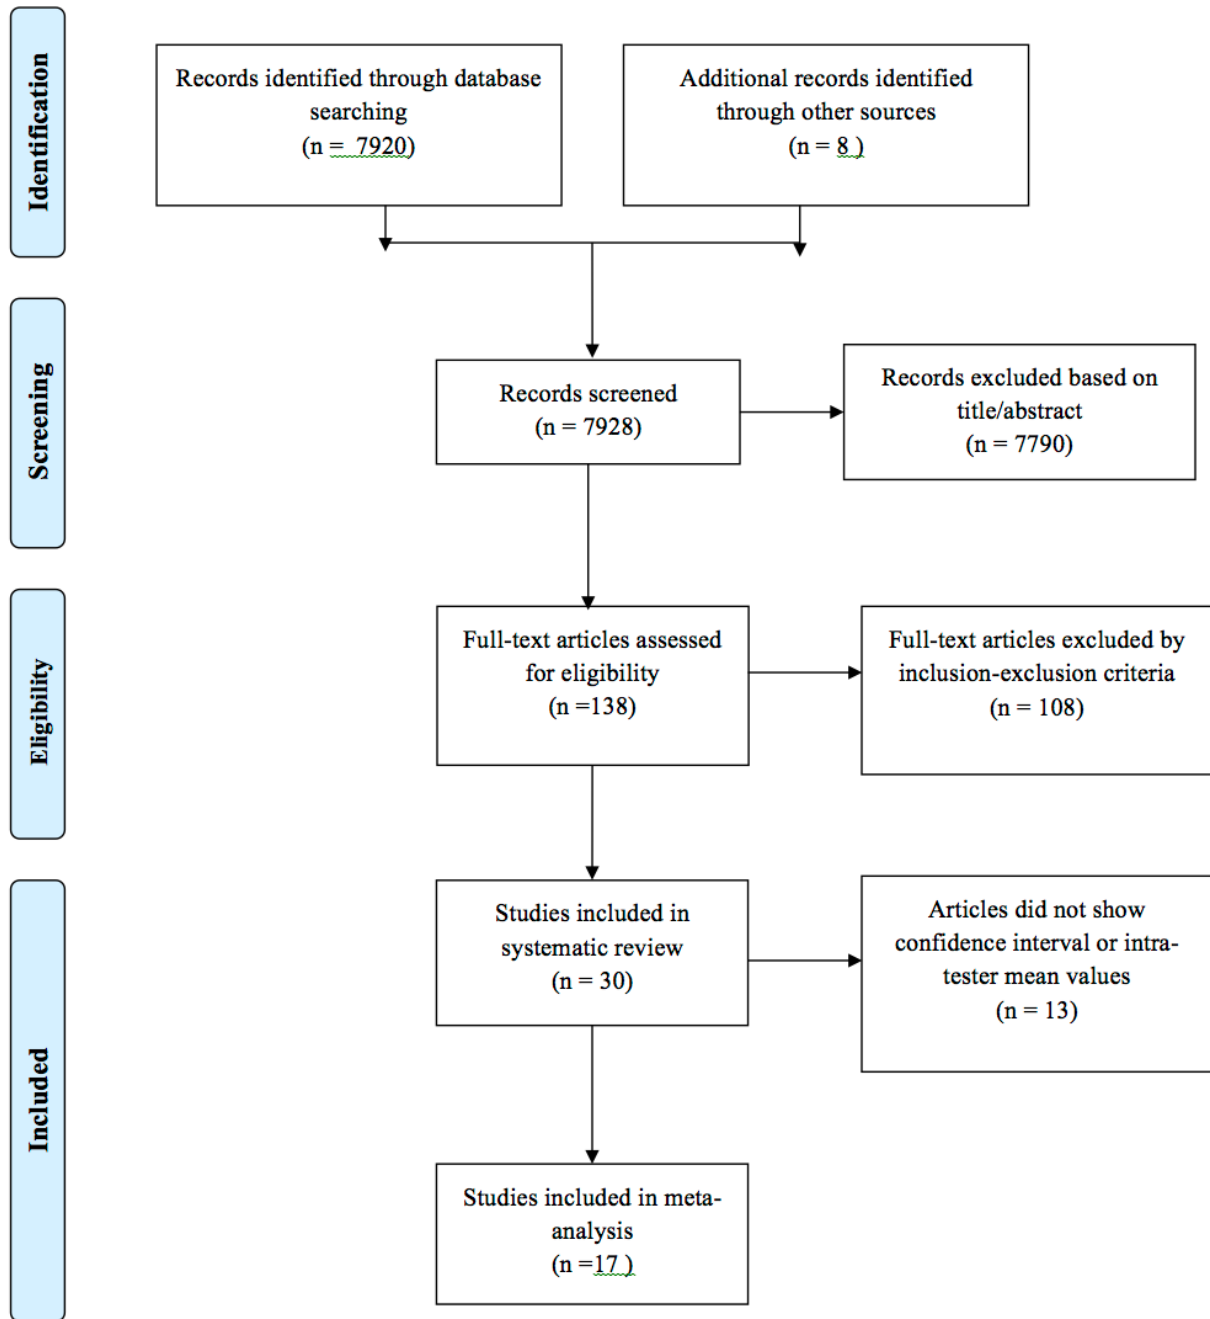 Identification
Records identified through database
searching
(n = 7920)
Additional records identified
through other sources
(n = 8 )
Screening
Records screened
(n = 7928)
Records excluded based on
title/abstract
(n = 7790)
Eligibility
Full-text articles assessed
for eligibility
(n =138)
Full-text articles excluded by
inclusion-exclusion criteria
(n = 108)
Included
Studies included in
systematic review
(n = 30)
Articles did not show
confidence interval or intra-
tester mean values
(n = 13)
Studies included in meta-
analysis
(n =17 )